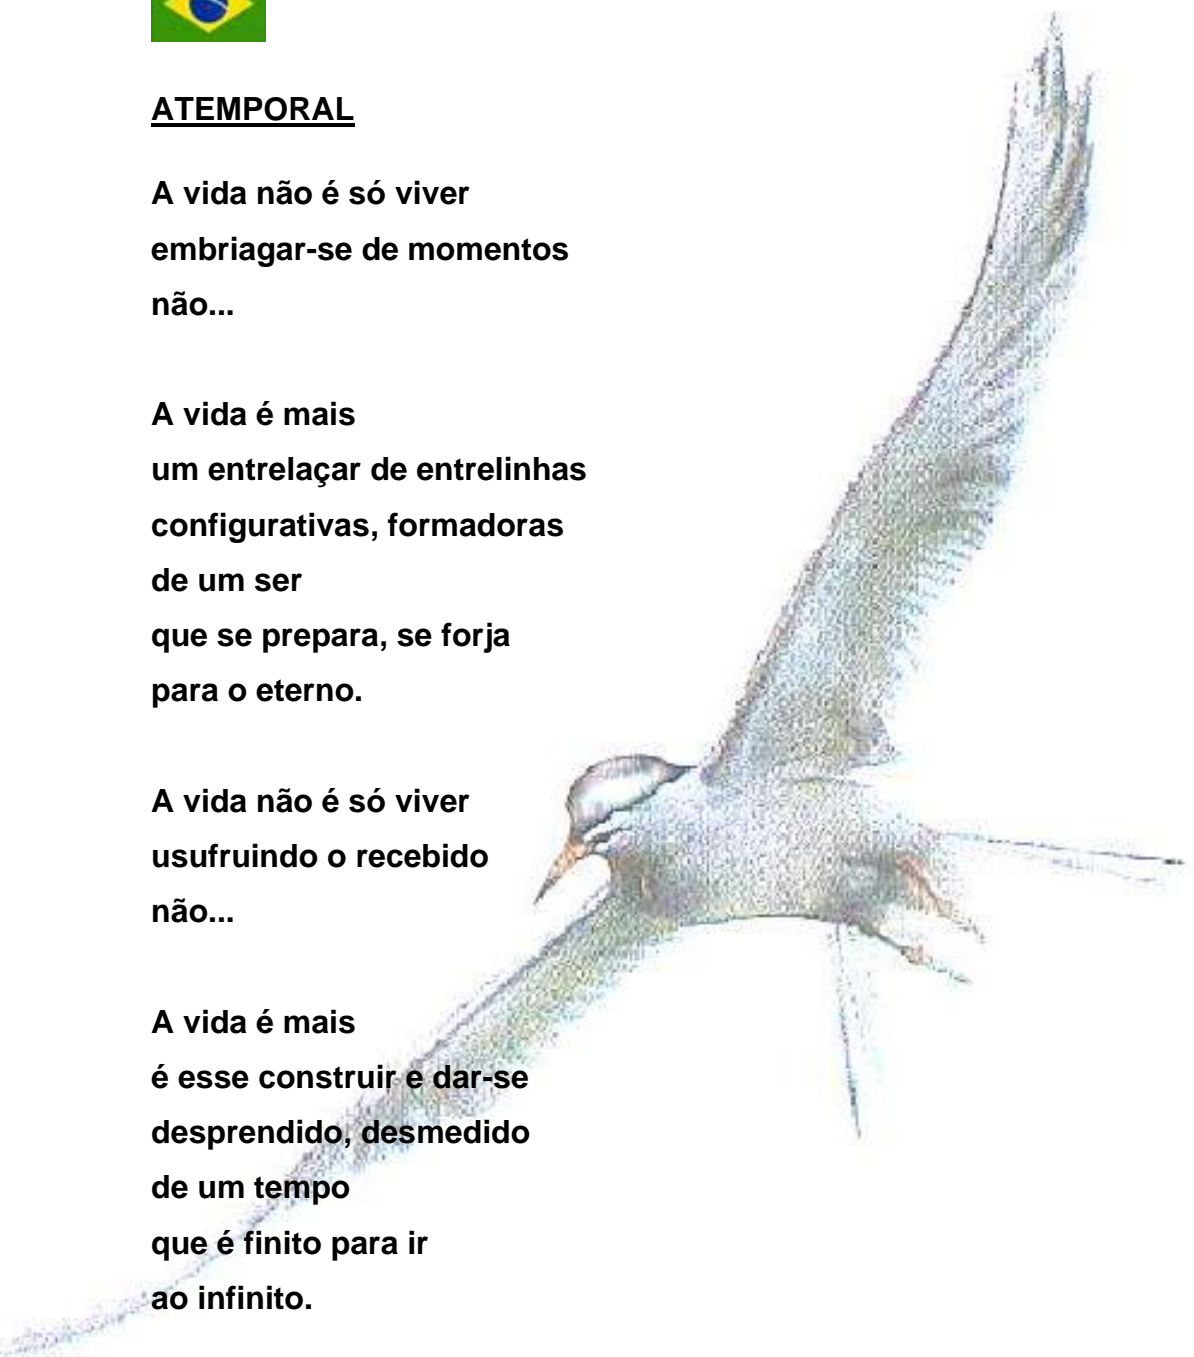 ATEMPORAL
A vida não é só viver
embriagar-se de momentos
não...
A vida é mais
um entrelaçar de entrelinhas
configurativas, formadoras
de um ser
que se prepara, se forja
para o eterno.
A vida não é só viver
usufruindo o recebido
não...
A vida é mais
é esse construir e dar-se
desprendido, desmedido
de um tempo
que é finito para ir
ao infinito.